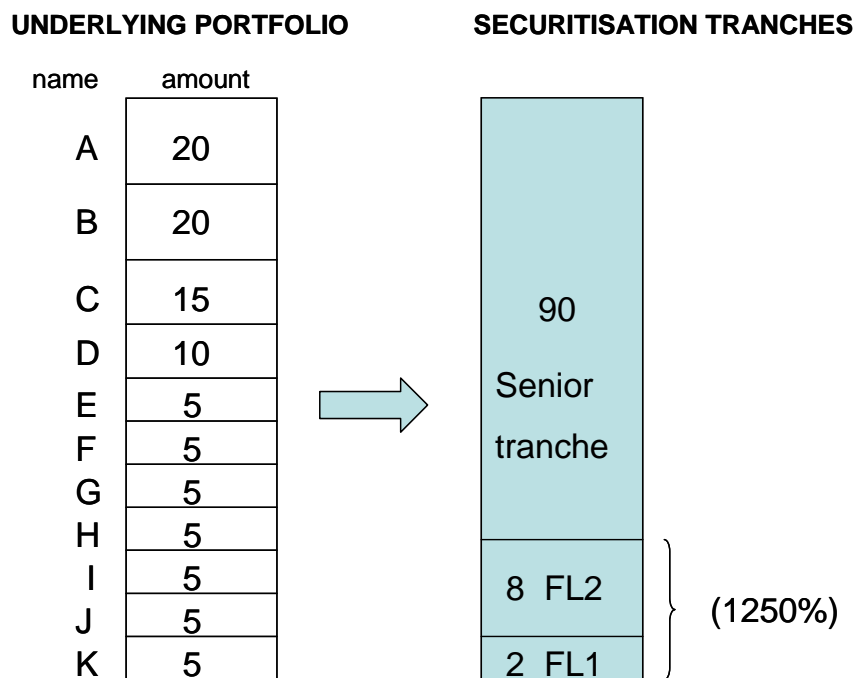 UNDERLYING PORTFOLIO SECURITISATION TRANCHES
name amount
A 20
B 20
C 15
90
D 10
Senior
E 5
tranche
F 5
G 5
H 5
I 5
8 FL2
(1250%)
J 5
K 5
2 FL1